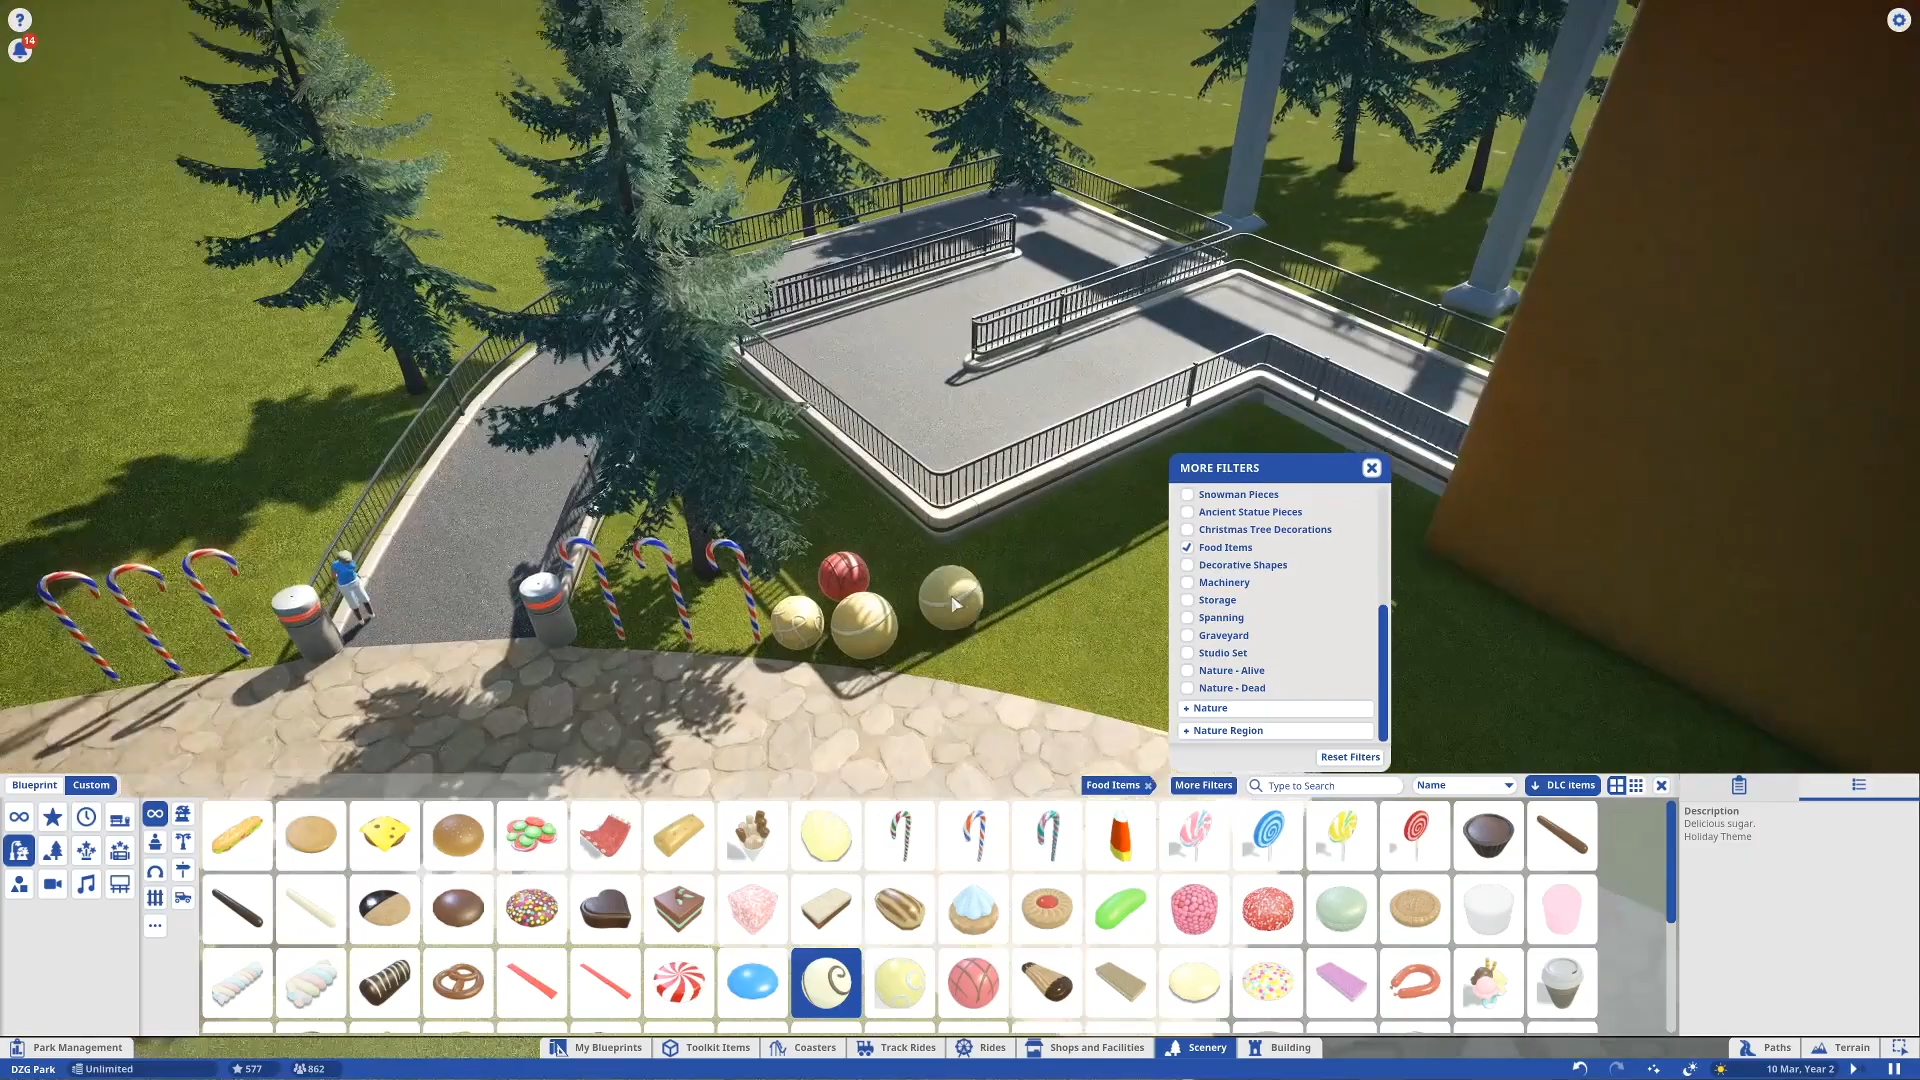 ?
14
MORE FILTERS
Snowman Pieces
Ancient Statue Pieces
Christmas Tree Decorations
Food Items
Decorative Shapes
Machinery
Storage
Spanning
Graveyard
Studio Set
Nature - Alive
Nature - Dead
+ Nature
+ Nature Region
Reset Filters
Blueprint
Custom
Food Items
More Filters
Type to Search
Name
DLC items
Description
Delicious sugar.
Holiday Theme
Park Management
My Blueprints
Toolkit Items
Coasters
Track Rides
Rides
Shops and Facilities
Scenery
Building
Paths
Terrain
DZG Park
Unlimited
577
862
10 Mar, Year 2